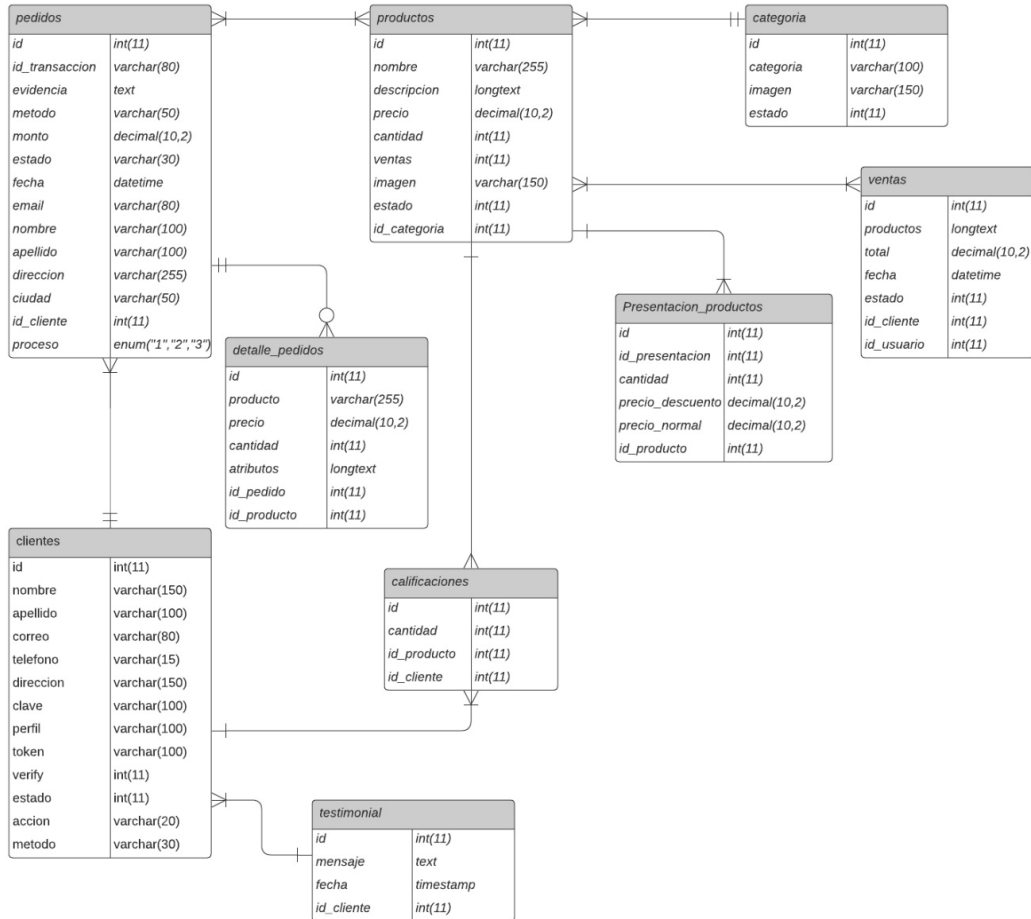 pedidos
id int(11)
id_transaccion varchar(80)
evidencia text
metodo varchar(50)
monto decimal(10,2)
estado varchar(30)
fecha datetime
email varchar(80)
nombre varchar(100)
apellido varchar(100)
direccion varchar(255)
ciudad varchar(50)
id_cliente int(11)
proceso enum("1","2","3")
productos
id int(11)
nombre varchar(255)
descripcion longtext
precio decimal(10,2)
cantidad int(11)
ventas int(11)
imagen varchar(150)
estado int(11)
id_categoria int(11)
categoria
id int(11)
categoria varchar(100)
imagen varchar(150)
estado int(11)
ventas
id int(11)
productos longtext
total decimal(10,2)
fecha datetime
estado int(11)
id_cliente int(11)
id_usuario int(11)
Presentacion_productos
id int(11)
id_presentacion int(11)
cantidad int(11)
precio_descuento decimal(10,2)
precio_normal decimal(10,2)
id_producto int(11)
detalle_pedidos
id int(11)
producto varchar(255)
precio decimal(10,2)
cantidad int(11)
atributos longtext
id_pedido int(11)
id_producto int(11)
clientes
id int(11)
nombre varchar(150)
apellido varchar(100)
correo varchar(80)
telefono varchar(15)
direccion varchar(150)
clave varchar(100)
perfil varchar(100)
token varchar(100)
verify int(11)
estado int(11)
accion varchar(20)
metodo varchar(30)
calificaciones
id int(11)
cantidad int(11)
id_producto int(11)
id_cliente int(11)
testimonial
id int(11)
mensaje text
fecha timestamp
id_cliente int(11)